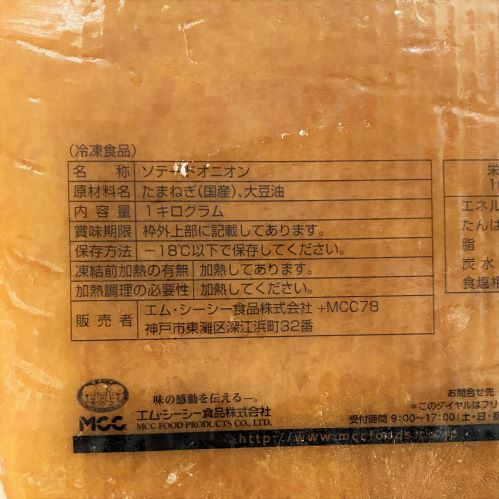 (冷凍食品)
名 称 ソテードオニオン
原材料名 たまねぎ(国産)、大豆油
内 容 量 1キログラム
賞味期限 枠外上部に記載してあります。
保存方法 −18℃以下で保存してください。
凍結前加熱の有無 加熱してあります。
加熱調理の必要性 加熱してください。
販 売 者 エム・シーシー食品株式会社 +MCC78
神戸市東灘区深江浜町32番
栄
1
エネル
たんぱ
脂
炭 水
食塩相
味の感動を伝える―。
MCC エム・シーシー食品株式会社
MCC FOOD PRODUCTS CO., LTD.
お問合せ先
*このダイヤルはフリ
受付時間 9:00〜17:00(土・日・祝
http://www.mccfoods.co.jp